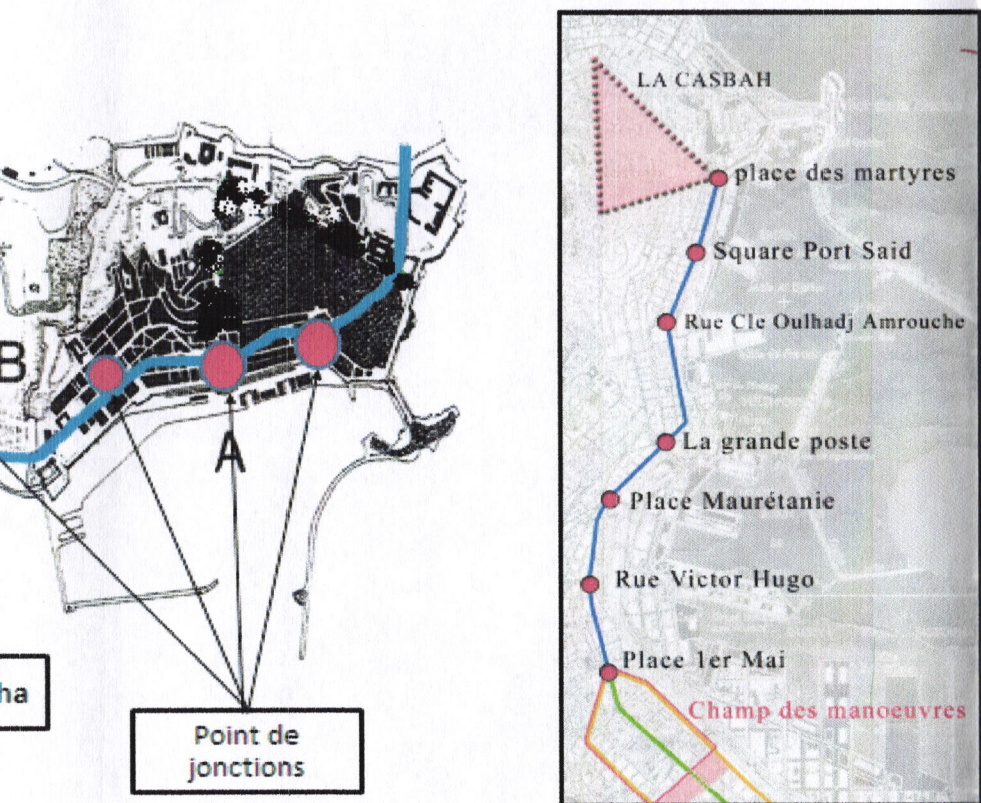 B
A
ha
Point de
jonctions
LA CASBAH
place des martyres
Square Port Said
Rue Cle Oulhadj Amrouche
La grande poste
Place Maurétanie
Rue Victor Hugo
Place 1er Mai
Champ des manoeuvres